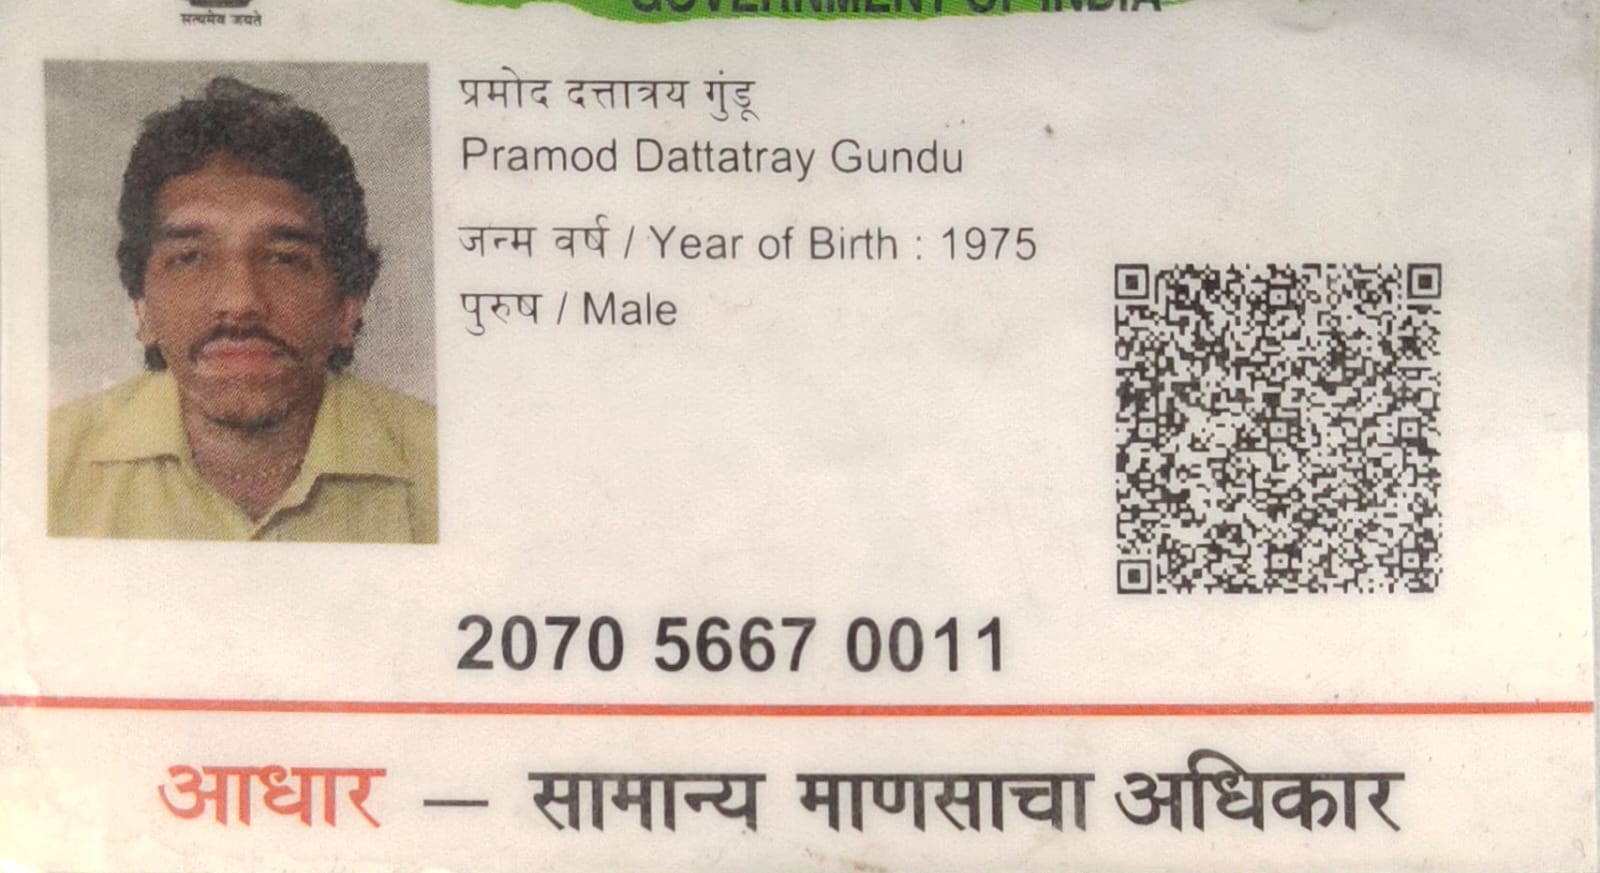 सत्यमेव जयते
GOVERNMENT OF INDIA
प्रमोद दत्तात्रय गुंडू
Pramod Dattatray Gundu
जन्म वर्ष / Year of Birth : 1975
पुरुष / Male
2070 5667 0011
आधार — सामान्य माणसाचा अधिकार